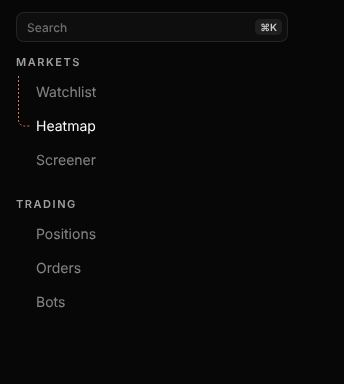 Search ⌘K
MARKETS
Watchlist
Heatmap
Screener
TRADING
Positions
Orders
Bots